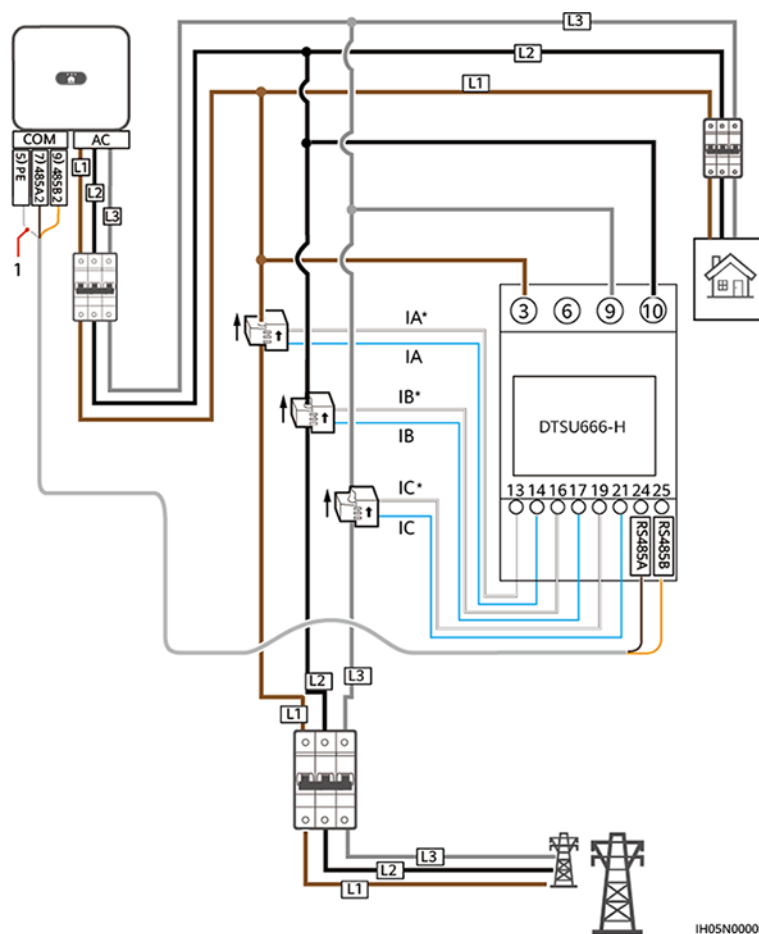 L3
L2
L1
COM
AC
5) PE
7) 485A2
9) 485B2
L1
L2
L3
1
3
6
9
10
IA*
IA
IB*
IB
IC*
IC
DTSU666-H
13 14 16 17 19 21 24 25
RS485A
RS485B
L2
L3
L1
L3
L2
L1
IH05N0000